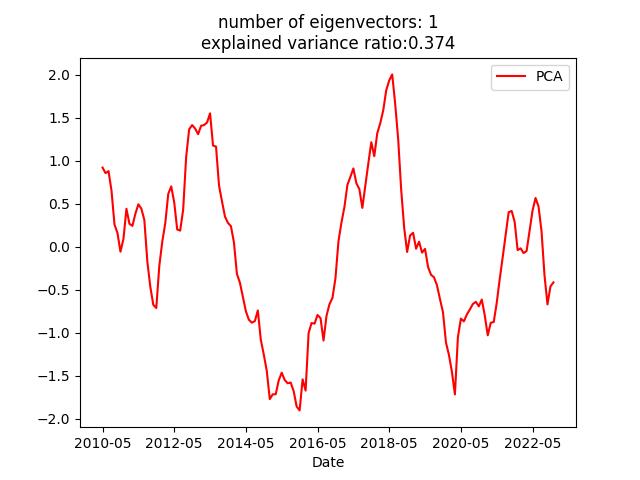 number of eigenvectors: 1
explained variance ratio:0.374
PCA
2.0
1.5
1.0
0.5
0.0
−0.5
−1.0
−1.5
−2.0
2010-05 2012-05 2014-05 2016-05 2018-05 2020-05 2022-05
Date